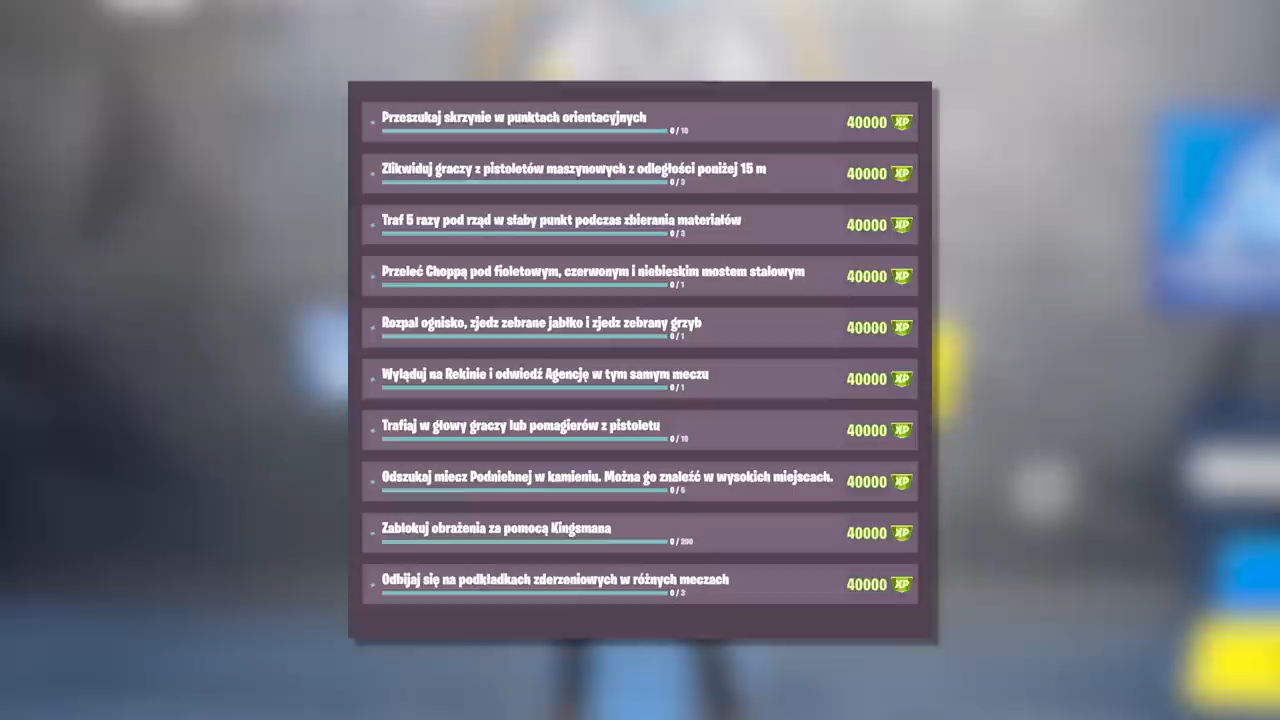 Przeszukaj skrzynie w punktach orientacyjnych
0 / 10
40000 XP
Zlikwiduj graczy z pistoletów maszynowych z odległości poniżej 15 m
0 / 3
40000 XP
Traf 5 razy pod rząd w słaby punkt podczas zbierania materiałów
0 / 2
40000 XP
Przeleć Choppą pod fioletowym, czerwonym i niebieskim mostem stalowym
0 / 1
40000 XP
Rozpal ognisko, zjedz zebrane jabłko i zjedz zebrany grzyb
0 / 1
40000 XP
Wyląduj na Rekinie i odwiedź Agencję w tym samym meczu
0 / 1
40000 XP
Trafiaj w głowy graczy lub pomagierów z pistoletu
0 / 10
40000 XP
Odszukaj miecz Podniebnej w kamieniu. Można go znaleźć w wysokich miejscach.
0 / 5
40000 XP
Zablokuj obrażenia za pomocą Kingsmana
0 / 200
40000 XP
Odbijaj się na podkładkach zderzeniowych w różnych meczach
0 / 3
40000 XP